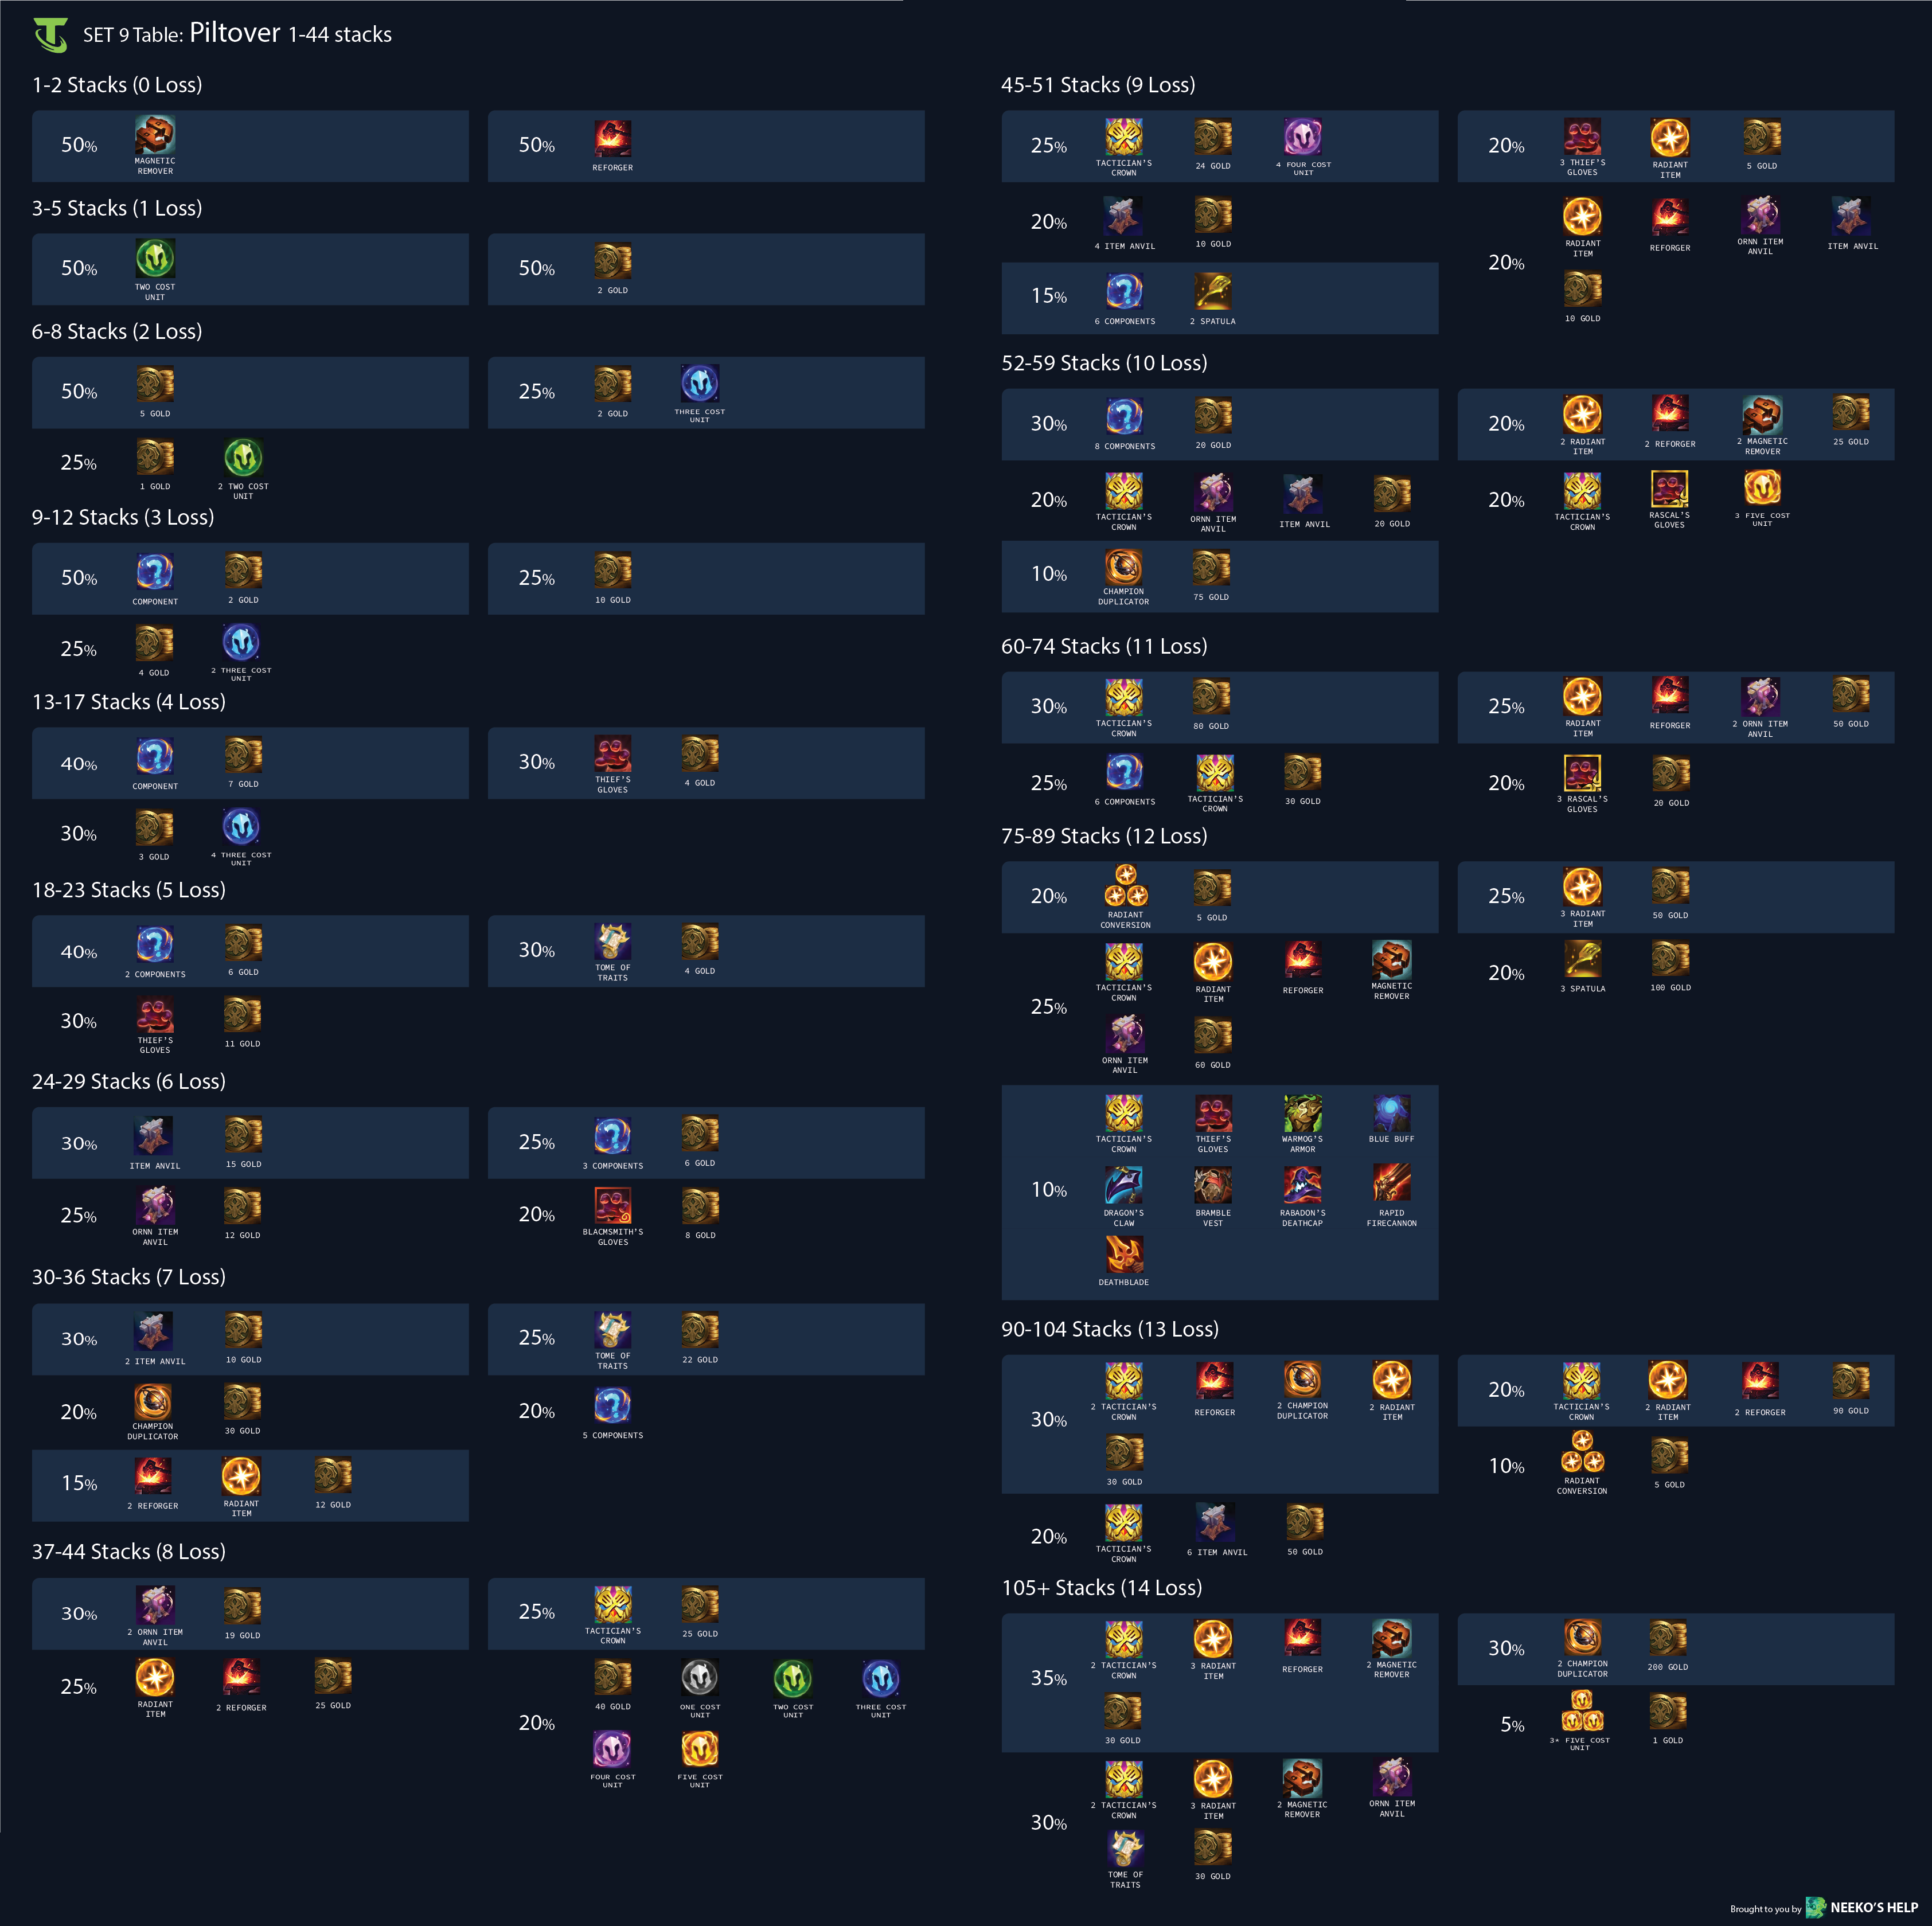 SET 9 Table: Piltover 1-44 stacks
1-2 Stacks (0 Loss)
50%
MAGNETIC
REMOVER
50%
REFORGER
3-5 Stacks (1 Loss)
50%
TWO COST
UNIT
50%
2 GOLD
6-8 Stacks (2 Loss)
50%
5 GOLD
25%
2 GOLD
THREE COST
UNIT
25%
1 GOLD
2 TWO COST
UNIT
9-12 Stacks (3 Loss)
50%
COMPONENT
2 GOLD
25%
10 GOLD
25%
4 GOLD
2 THREE COST
UNIT
13-17 Stacks (4 Loss)
40%
COMPONENT
7 GOLD
30%
THIEF'S
GLOVES
4 GOLD
30%
3 GOLD
4 THREE COST
UNIT
18-23 Stacks (5 Loss)
40%
2 COMPONENTS
6 GOLD
30%
TOME OF
TRAITS
4 GOLD
30%
THIEF'S
GLOVES
11 GOLD
24-29 Stacks (6 Loss)
30%
ITEM ANVIL
15 GOLD
25%
3 COMPONENTS
6 GOLD
25%
ORNN ITEM
ANVIL
12 GOLD
20%
BLACMSMITH'S
GLOVES
8 GOLD
30-36 Stacks (7 Loss)
30%
2 ITEM ANVIL
10 GOLD
25%
TOME OF
TRAITS
22 GOLD
20%
CHAMPION
DUPLICATOR
30 GOLD
20%
5 COMPONENTS
15%
2 REFORGER
RADIANT
ITEM
12 GOLD
37-44 Stacks (8 Loss)
30%
2 ORNN ITEM
ANVIL
19 GOLD
25%
TACTICIAN'S
CROWN
25 GOLD
25%
RADIANT
ITEM
2 REFORGER
25 GOLD
20%
40 GOLD
ONE COST
UNIT
TWO COST
UNIT
THREE COST
UNIT
FOUR COST
UNIT
FIVE COST
UNIT
45-51 Stacks (9 Loss)
25%
TACTICIAN'S
CROWN
24 GOLD
4 FOUR COST
UNIT
20%
3 THIEF'S
GLOVES
RADIANT
ITEM
5 GOLD
20%
4 ITEM ANVIL
10 GOLD
20%
RADIANT
ITEM
REFORGER
ORNN ITEM
ANVIL
ITEM ANVIL
10 GOLD
15%
6 COMPONENTS
2 SPATULA
52-59 Stacks (10 Loss)
30%
8 COMPONENTS
20 GOLD
20%
2 RADIANT
ITEM
2 REFORGER
2 MAGNETIC
REMOVER
25 GOLD
20%
TACTICIAN'S
CROWN
ORNN ITEM
ANVIL
ITEM ANVIL
20 GOLD
20%
TACTICIAN'S
CROWN
RASCAL'S
GLOVES
3 FIVE COST
UNIT
10%
CHAMPION
DUPLICATOR
75 GOLD
60-74 Stacks (11 Loss)
30%
TACTICIAN'S
CROWN
80 GOLD
25%
RADIANT
ITEM
REFORGER
2 ORNN ITEM
ANVIL
50 GOLD
25%
6 COMPONENTS
TACTICIAN'S
CROWN
30 GOLD
20%
3 RASCAL'S
GLOVES
20 GOLD
75-89 Stacks (12 Loss)
20%
RADIANT
CONVERSION
5 GOLD
25%
3 RADIANT
ITEM
50 GOLD
25%
TACTICIAN'S
CROWN
RADIANT
ITEM
REFORGER
MAGNETIC
REMOVER
ORNN ITEM
ANVIL
60 GOLD
20%
3 SPATULA
100 GOLD
10%
TACTICIAN'S
CROWN
THIEF'S
GLOVES
WARMOG'S
ARMOR
BLUE BUFF
DRAGON'S
CLAW
BRAMBLE
VEST
RABADON'S
DEATHCAP
RAPID
FIRECANNON
DEATHBLADE
90-104 Stacks (13 Loss)
30%
2 TACTICIAN'S
CROWN
REFORGER
2 CHAMPION
DUPLICATOR
2 RADIANT
ITEM
30 GOLD
20%
TACTICIAN'S
CROWN
2 RADIANT
ITEM
2 REFORGER
90 GOLD
10%
RADIANT
CONVERSION
5 GOLD
20%
TACTICIAN'S
CROWN
6 ITEM ANVIL
50 GOLD
105+ Stacks (14 Loss)
35%
2 TACTICIAN'S
CROWN
3 RADIANT
ITEM
REFORGER
2 MAGNETIC
REMOVER
30 GOLD
30%
2 CHAMPION
DUPLICATOR
200 GOLD
5%
3* FIVE COST
UNIT
1 GOLD
30%
2 TACTICIAN'S
CROWN
3 RADIANT
ITEM
2 MAGNETIC
REMOVER
ORNN ITEM
ANVIL
TOME OF
TRAITS
30 GOLD
Brought to you by NEEKO'S HELP